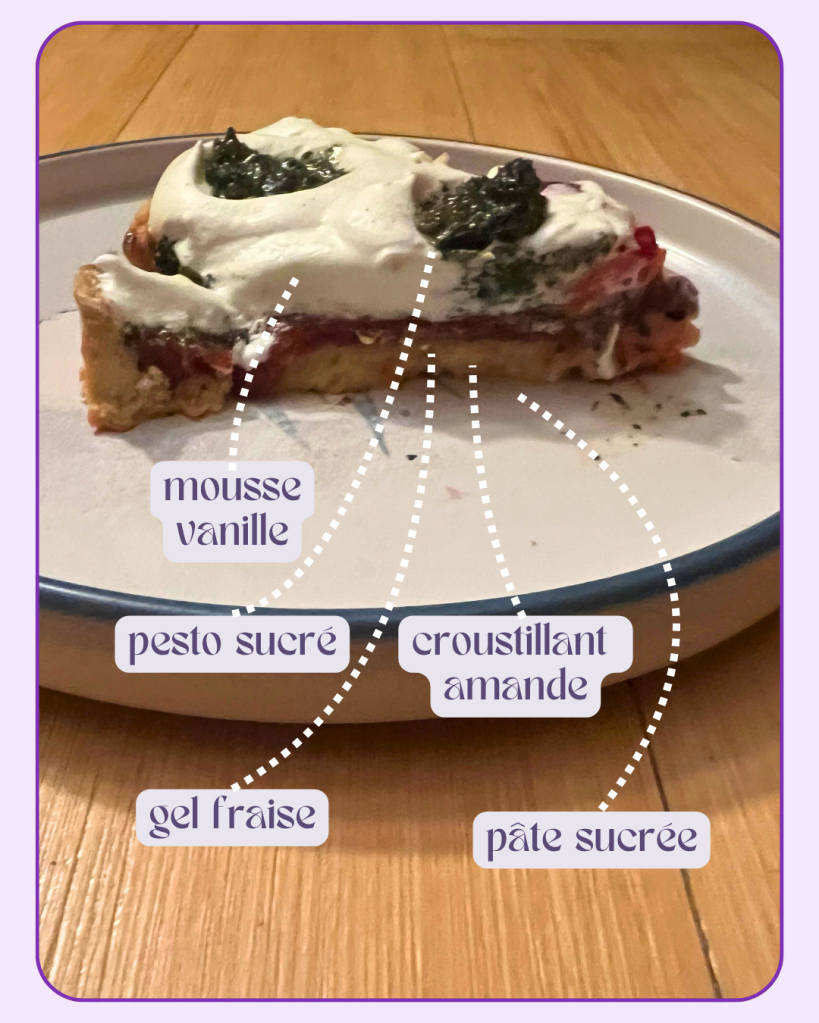 mousse
vanille
pesto sucré
croustillant
amande
gel fraise
pâte sucrée